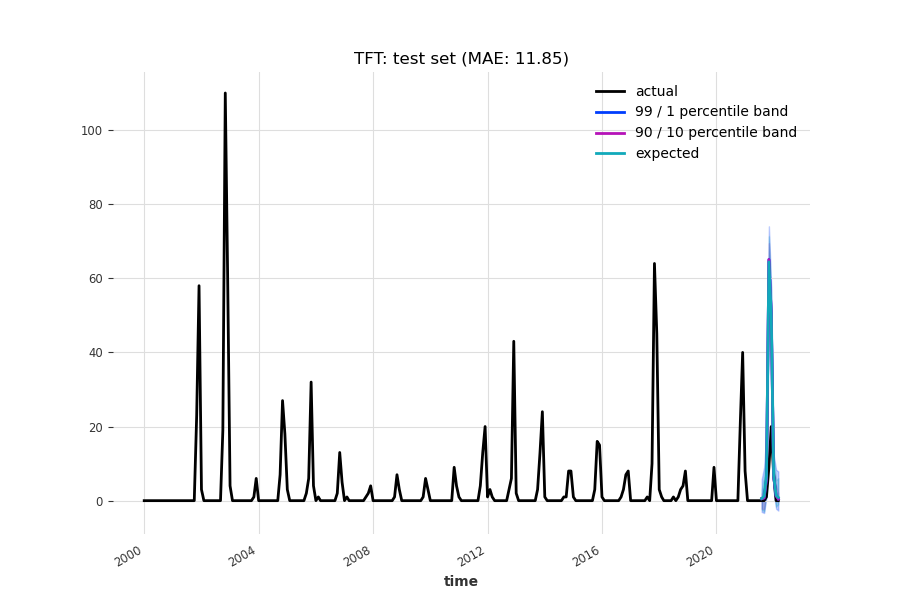 TFT: test set (MAE: 11.85)
actual
99 / 1 percentile band
90 / 10 percentile band
expected
100
80
60
40
20
0
2000 2004 2008 2012 2016 2020
time